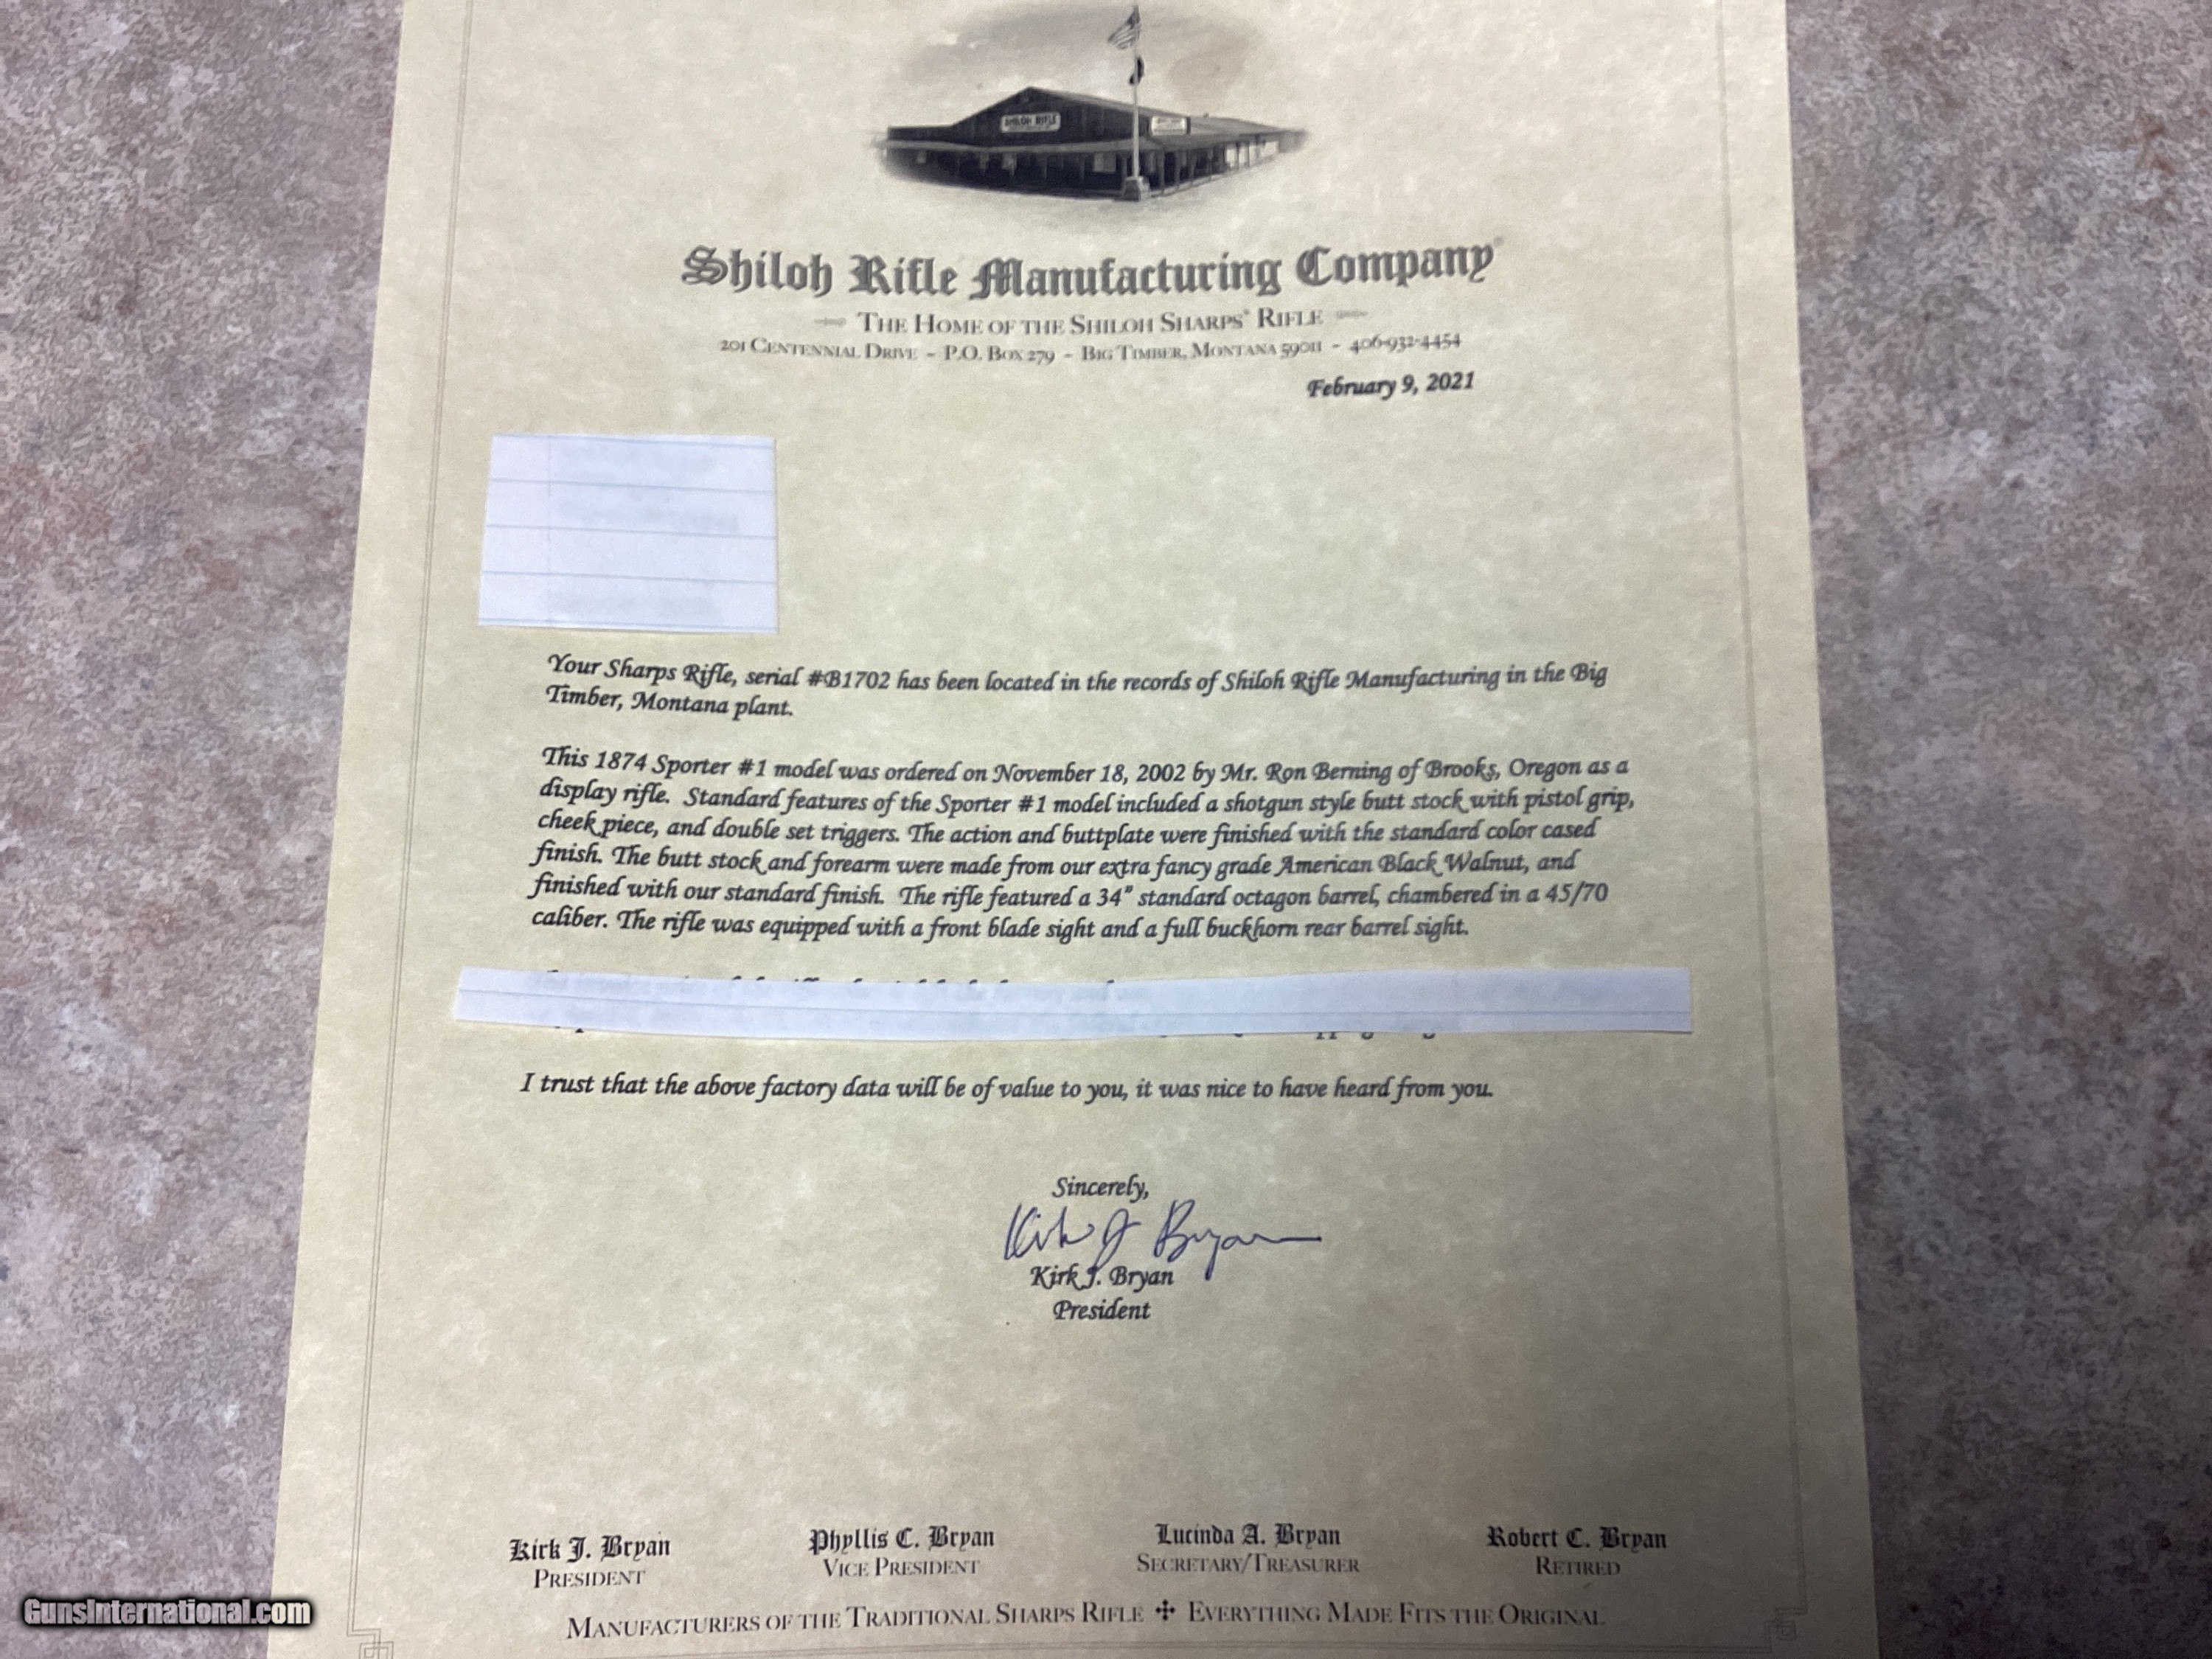 SHILOH RIFLE
Shiloh Rifle Manufacturing Company®
The Home of the Shiloh Sharps® Rifle
201 Centennial Drive ~ P.O. Box 279 ~ Big Timber, Montana 59011 ~ 406-932-4454
February 9, 2021
Your Sharps Rifle, serial #B1702 has been located in the records of Shiloh Rifle Manufacturing in the Big
Timber, Montana plant.
This 1874 Sporter #1 model was ordered on November 18, 2002 by Mr. Ron Berning of Brooks, Oregon as a
display rifle. Standard features of the Sporter #1 model included a shotgun style butt stock with pistol grip,
cheek piece, and double set triggers. The action and buttplate were finished with the standard color cased
finish. The butt stock and forearm were made from our extra fancy grade American Black Walnut, and
finished with our standard finish. The rifle featured a 34" standard octagon barrel, chambered in a 45/70
caliber. The rifle was equipped with a front blade sight and a full buckhorn rear barrel sight.
I trust that the above factory data will be of value to you, it was nice to have heard from you.
Sincerely,
Kirk J Bryan
Kirk J. Bryan
President
Kirk J. Bryan
President
Phyllis C. Bryan
Vice President
Lucinda A. Bryan
Secretary/Treasurer
Robert C. Bryan
Retired
Manufacturers of the Traditional Sharps Rifle ✣ Everything Made Fits the Original
GunsInternational.com